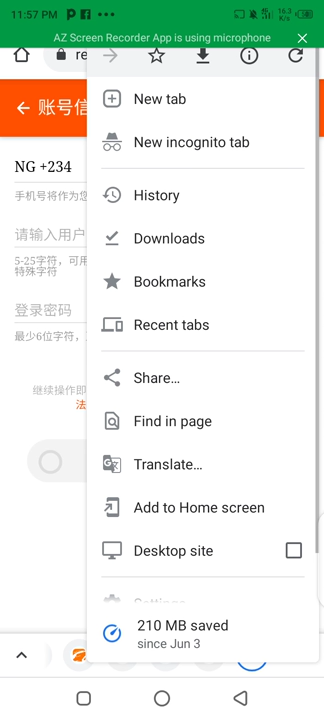 11:57 PM
16.3 K/s
AZ Screen Recorder App is using microphone
re
账号信
New tab
New incognito tab
NG +234
手机号将作为您
History
请输入用户
Downloads
5-25字符，可用
特殊字符
Bookmarks
登录密码
Recent tabs
最少6位字符，
Share…
继续操作即
法
Find in page
Translate…
Add to Home screen
Desktop site
Settings
210 MB saved
since Jun 3